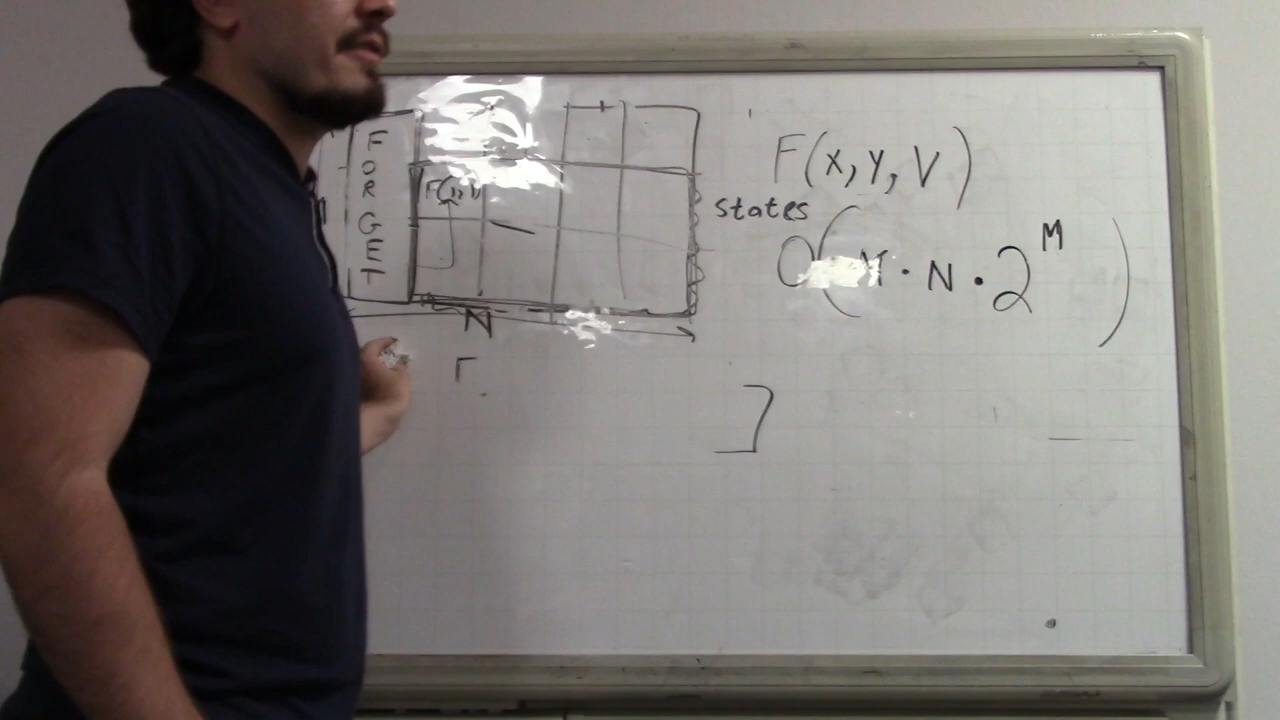 FORGET
F(x, y, V)
states
O(M · N · 2^M)
N